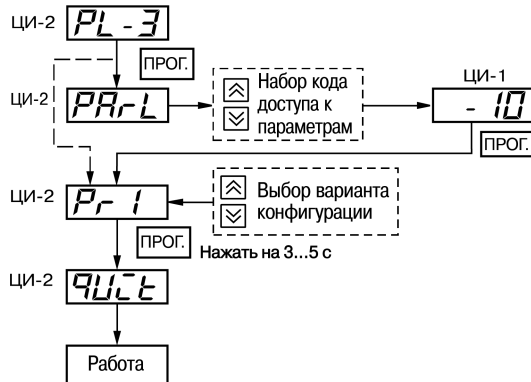 ЦИ-2 PL-3
ПРОГ.
ЦИ-2 PArL
Набор кода
доступа к
параметрам
ЦИ-1
- 10
ПРОГ.
ЦИ-2 Pr 1
Выбор варианта
конфигурации
ПРОГ. Нажать на 3...5 с
ЦИ-2
Работа